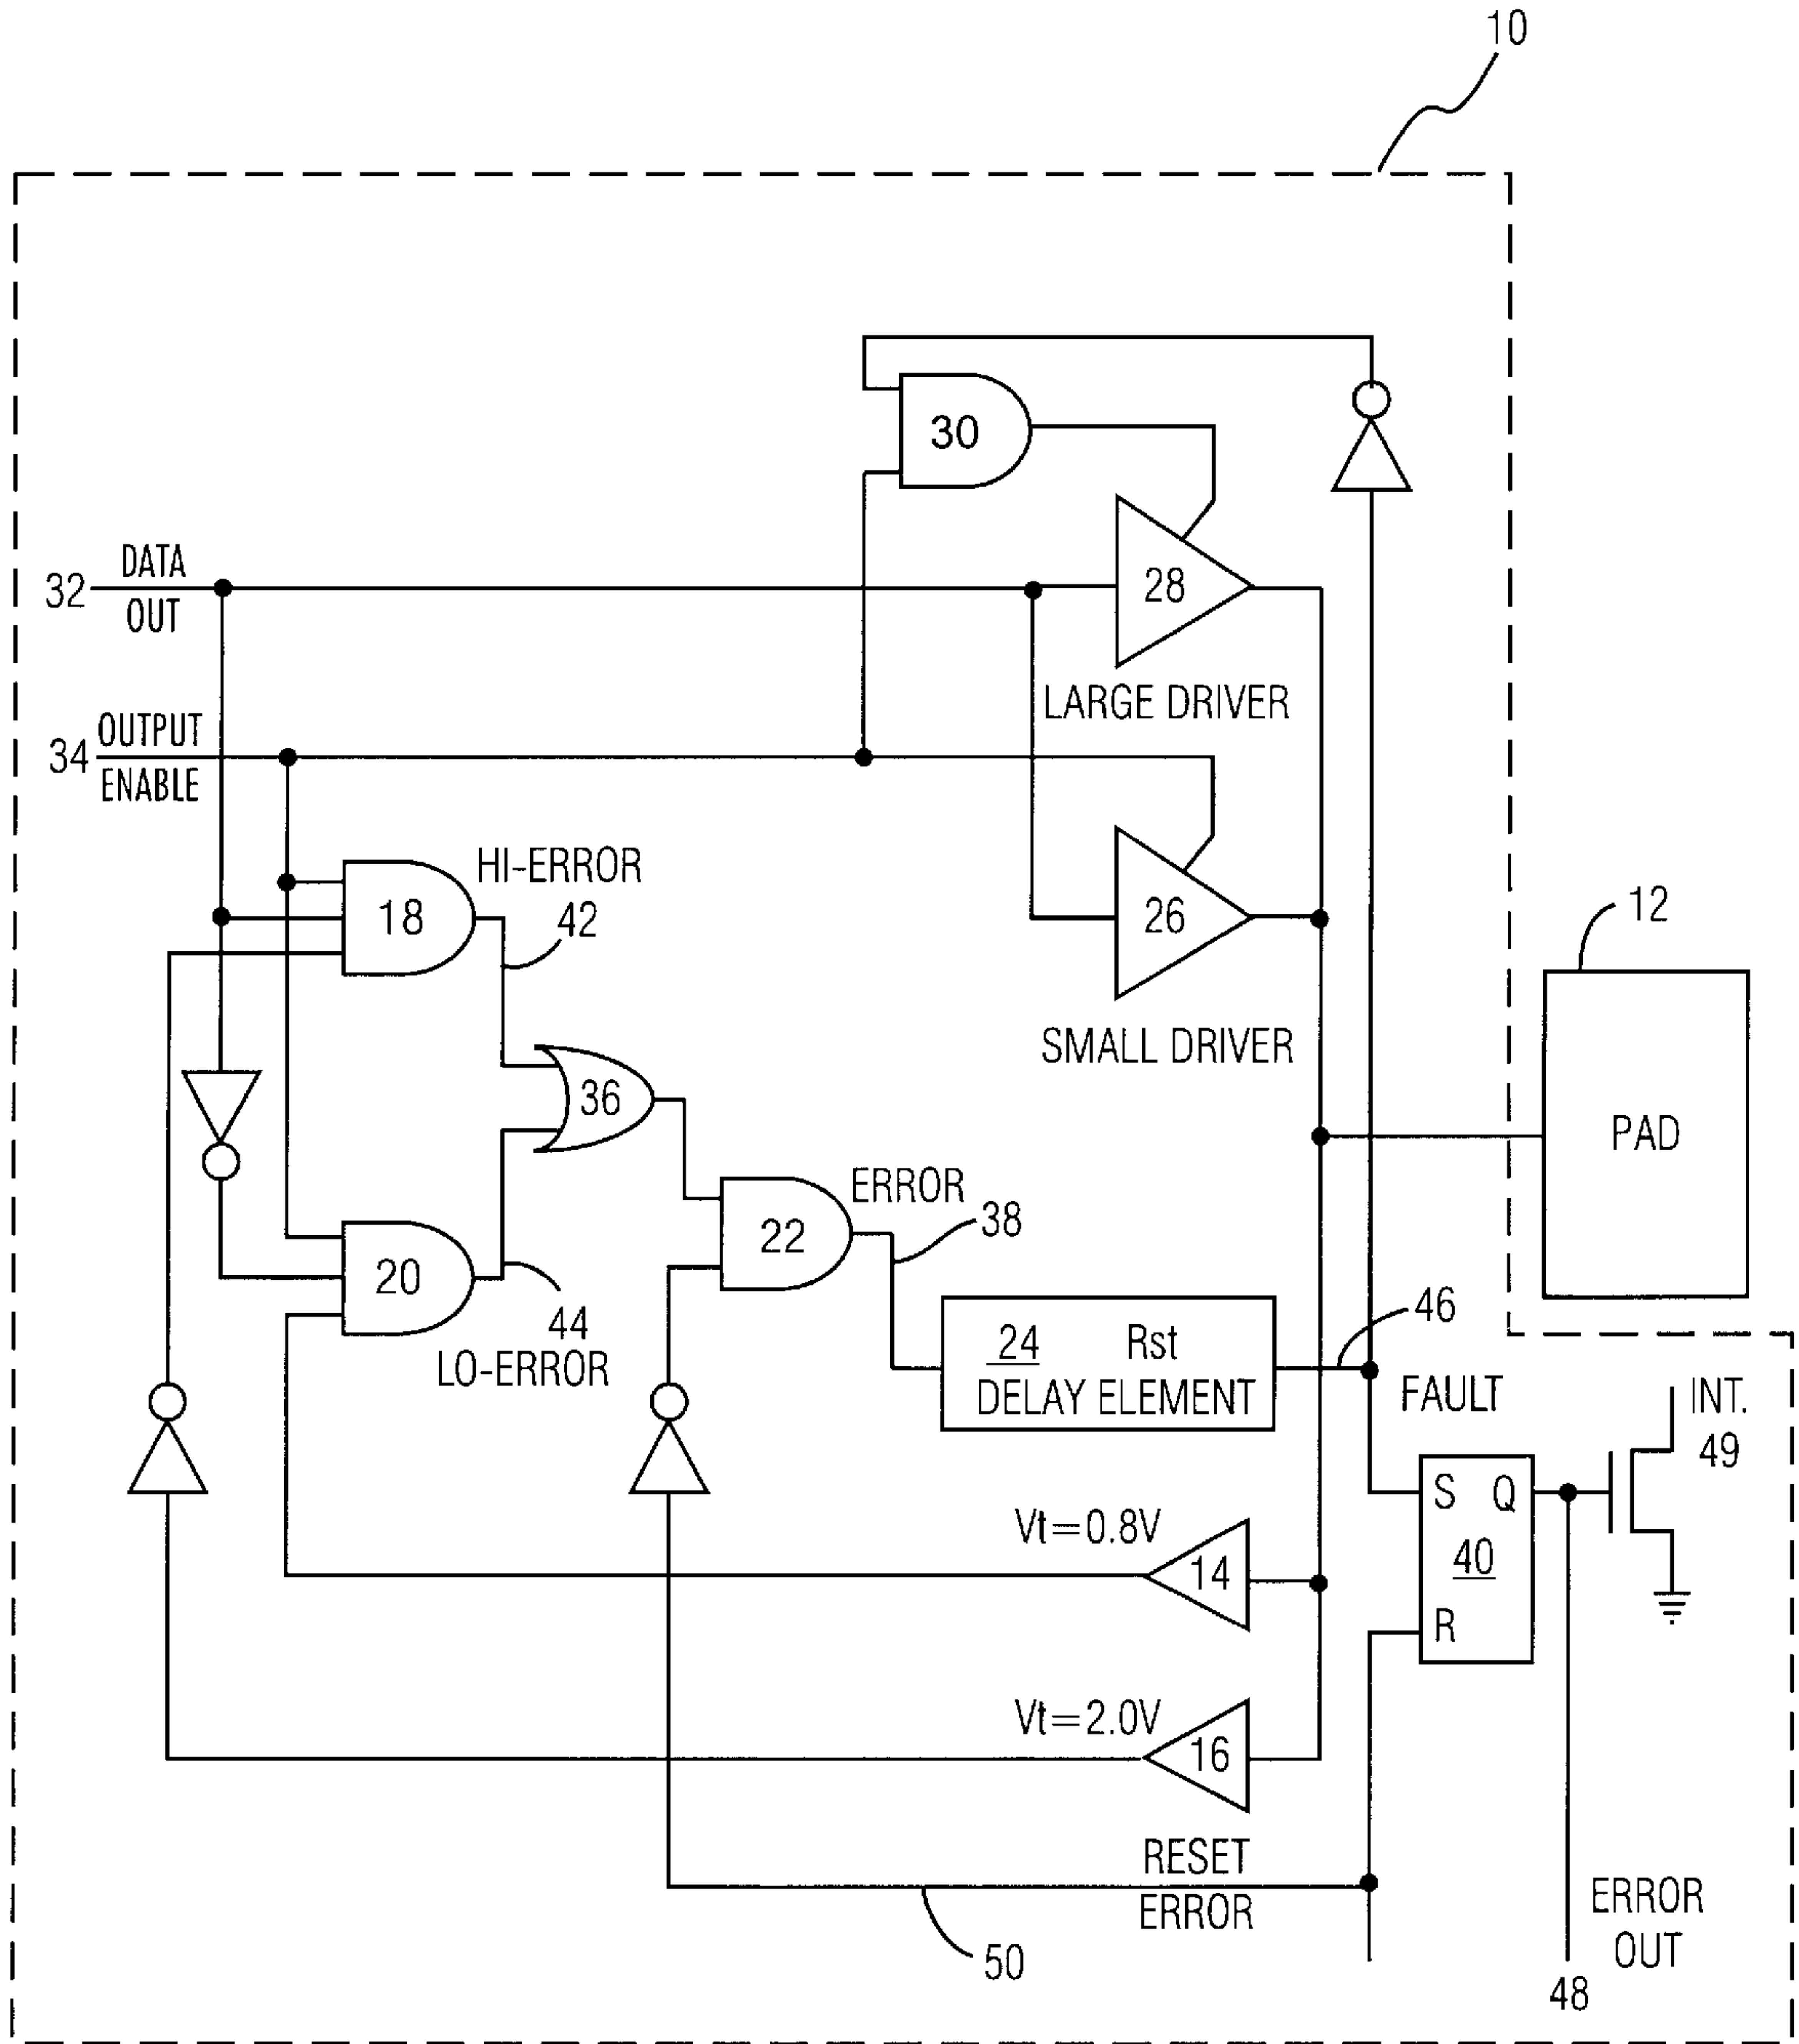 10
30
32 DATA OUT
28
LARGE DRIVER
34 OUTPUT ENABLE
HI-ERROR
42
18
26
12
SMALL DRIVER
36
PAD
ERROR
38
22
20
44
LO-ERROR
24 Rst
DELAY ELEMENT
46
FAULT
INT.
49
S Q
40
R
Vt=0.8V
14
Vt=2.0V
16
RESET
ERROR
50
ERROR
OUT
48